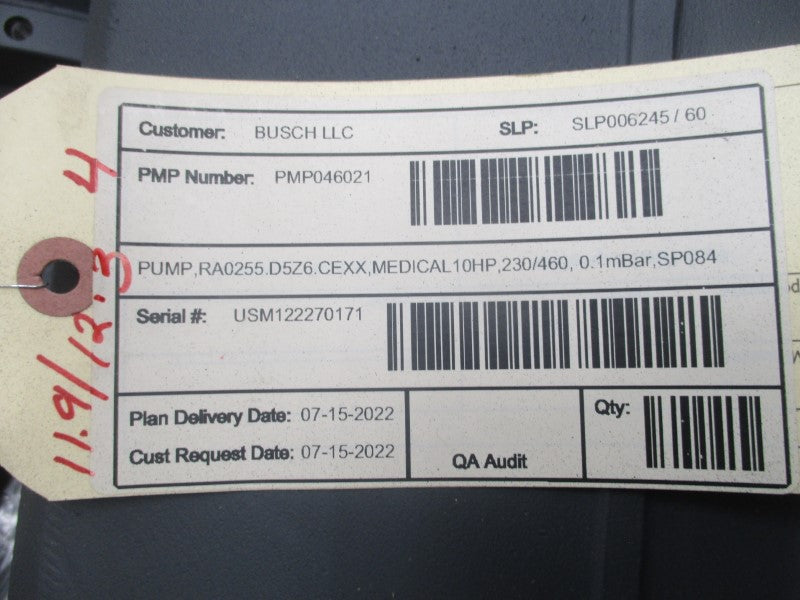 Customer: BUSCH LLC SLP: SLP006245 / 60
PMP Number: PMP046021
PUMP,RA0255.D5Z6.CEXX,MEDICAL10HP,230/460, 0.1mBar,SP084
Serial #: USM122270171
Plan Delivery Date: 07-15-2022
Cust Request Date: 07-15-2022
QA Audit
Qty:
11.9/12.3 4